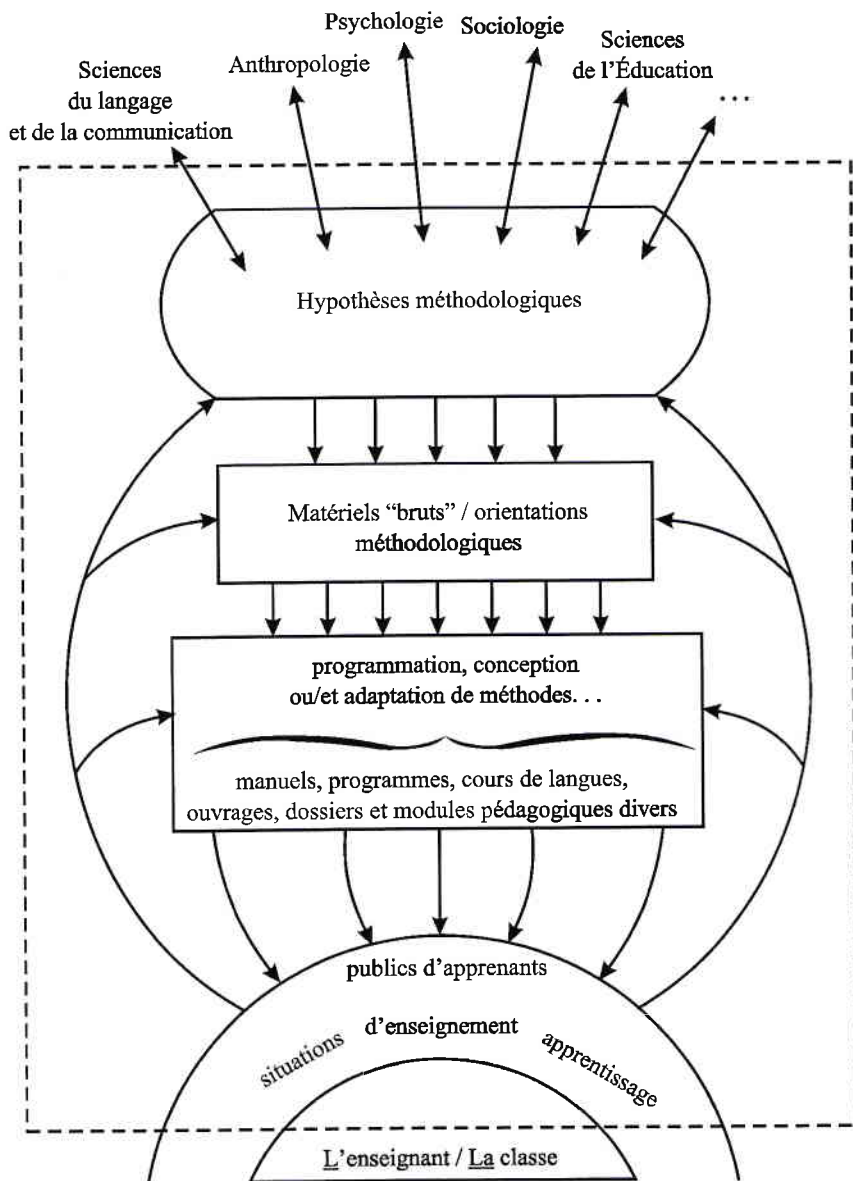 Psychologie
Sociologie
Sciences
de l'Éducation
Anthropologie
Sciences
du langage
et de la communication
...
Hypothèses méthodologiques
Matériels “bruts” / orientations
méthodologiques
programmation, conception
ou/et adaptation de méthodes...
manuels, programmes, cours de langues,
ouvrages, dossiers et modules pédagogiques divers
publics d'apprenants
situations d'enseignement apprentissage
L'enseignant / La classe